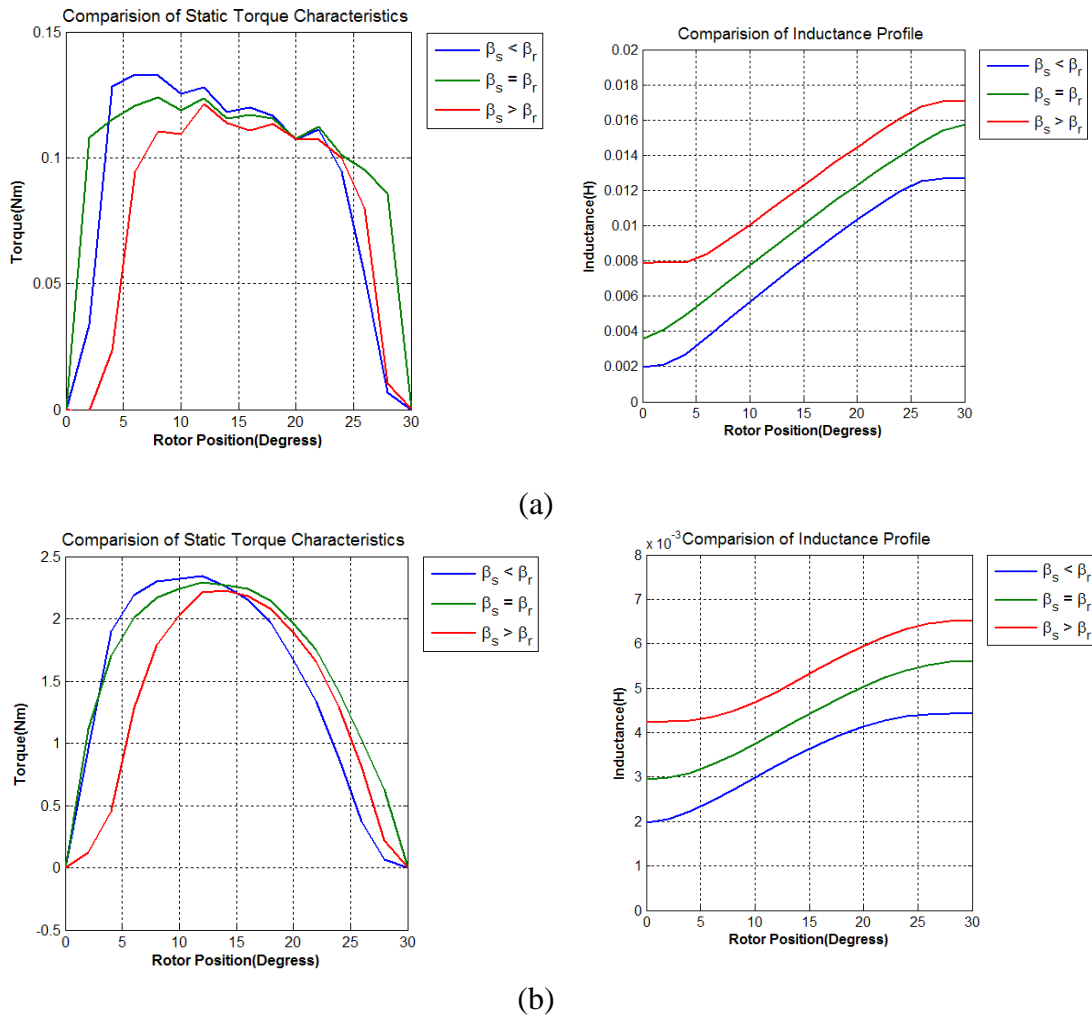 Comparision of Static Torque Characteristics
0.15
0.1
0.05
0
Torque(Nm)
0 5 10 15 20 25 30
Rotor Position(Degress)
βs < βr
βs = βr
βs > βr
Comparision of Inductance Profile
0.02
0.018
0.016
0.014
0.012
0.01
0.008
0.006
0.004
0.002
0
Inductance(H)
0 5 10 15 20 25 30
Rotor Position(Degress)
βs < βr
βs = βr
βs > βr
(a)
Comparision of Static Torque Characteristics
2.5
2
1.5
1
0.5
0
-0.5
Torque(Nm)
0 5 10 15 20 25 30
Rotor Position(Degress)
βs < βr
βs = βr
βs > βr
x 10-3
Comparision of Inductance Profile
8
7
6
5
4
3
2
1
0
Inductance(H)
0 5 10 15 20 25 30
Rotor Position(Degress)
βs < βr
βs = βr
βs > βr
(b)